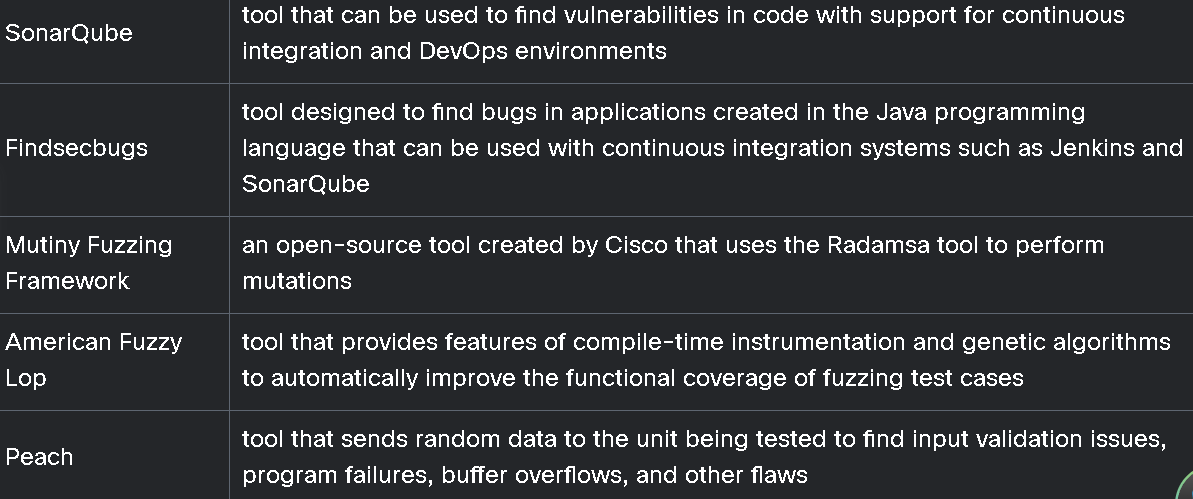 SonarQube
tool that can be used to find vulnerabilities in code with support for continuous
integration and DevOps environments
Findsecbugs
tool designed to find bugs in applications created in the Java programming
language that can be used with continuous integration systems such as Jenkins and
SonarQube
Mutiny Fuzzing
Framework
an open-source tool created by Cisco that uses the Radamsa tool to perform
mutations
American Fuzzy
Lop
tool that provides features of compile-time instrumentation and genetic algorithms
to automatically improve the functional coverage of fuzzing test cases
Peach
tool that sends random data to the unit being tested to find input validation issues,
program failures, buffer overflows, and other flaws